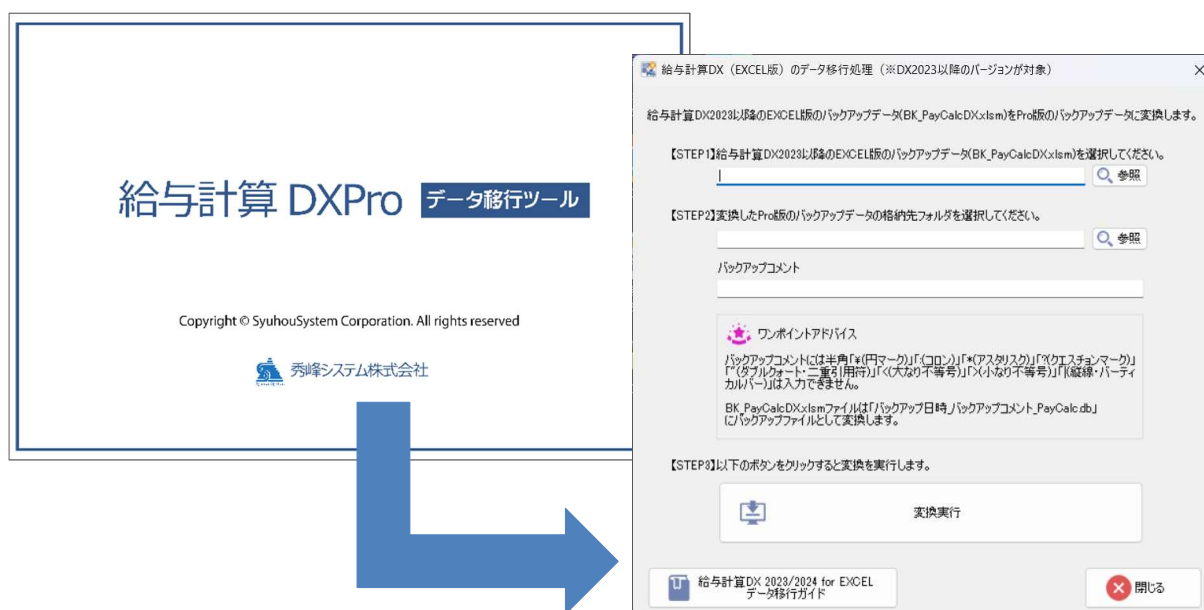 給与計算 DXPro データ移行ツール
Copyright © SyuhouSystem Corporation. All rights reserved
秀峰システム株式会社
給与計算DX（EXCEL版）のデータ移行処理（※DX2023以降のバージョンが対象）
給与計算DX2023以降のEXCEL版のバックアップデータ(BK_PayCalcDX.xlsm)をPro版のバックアップデータに変換します。
【STEP1】給与計算DX2023以降のEXCEL版のバックアップデータ(BK_PayCalcDX.xlsm)を選択してください。
参照
【STEP2】変換したPro版のバックアップデータの格納先フォルダを選択してください。
参照
バックアップコメント
ワンポイントアドバイス
バックアップコメントには半角「¥(円マーク)」「:(コロン)」「*(アスタリスク)」「?(クエスチョンマーク)」
「"(ダブルクォート・二重引用符)」「<(大なり不等号)」「>(小なり不等号)」「|(縦線・バーティ
カルバー)」は入力できません。
BK_PayCalcDX.xlsmファイルは「バックアップ日時_バックアップコメント_PayCalc.db」
にバックアップファイルとして変換します。
【STEP3】以下のボタンをクリックすると変換を実行します。
変換実行
給与計算DX 2023/2024 for EXCEL
データ移行ガイド
閉じる